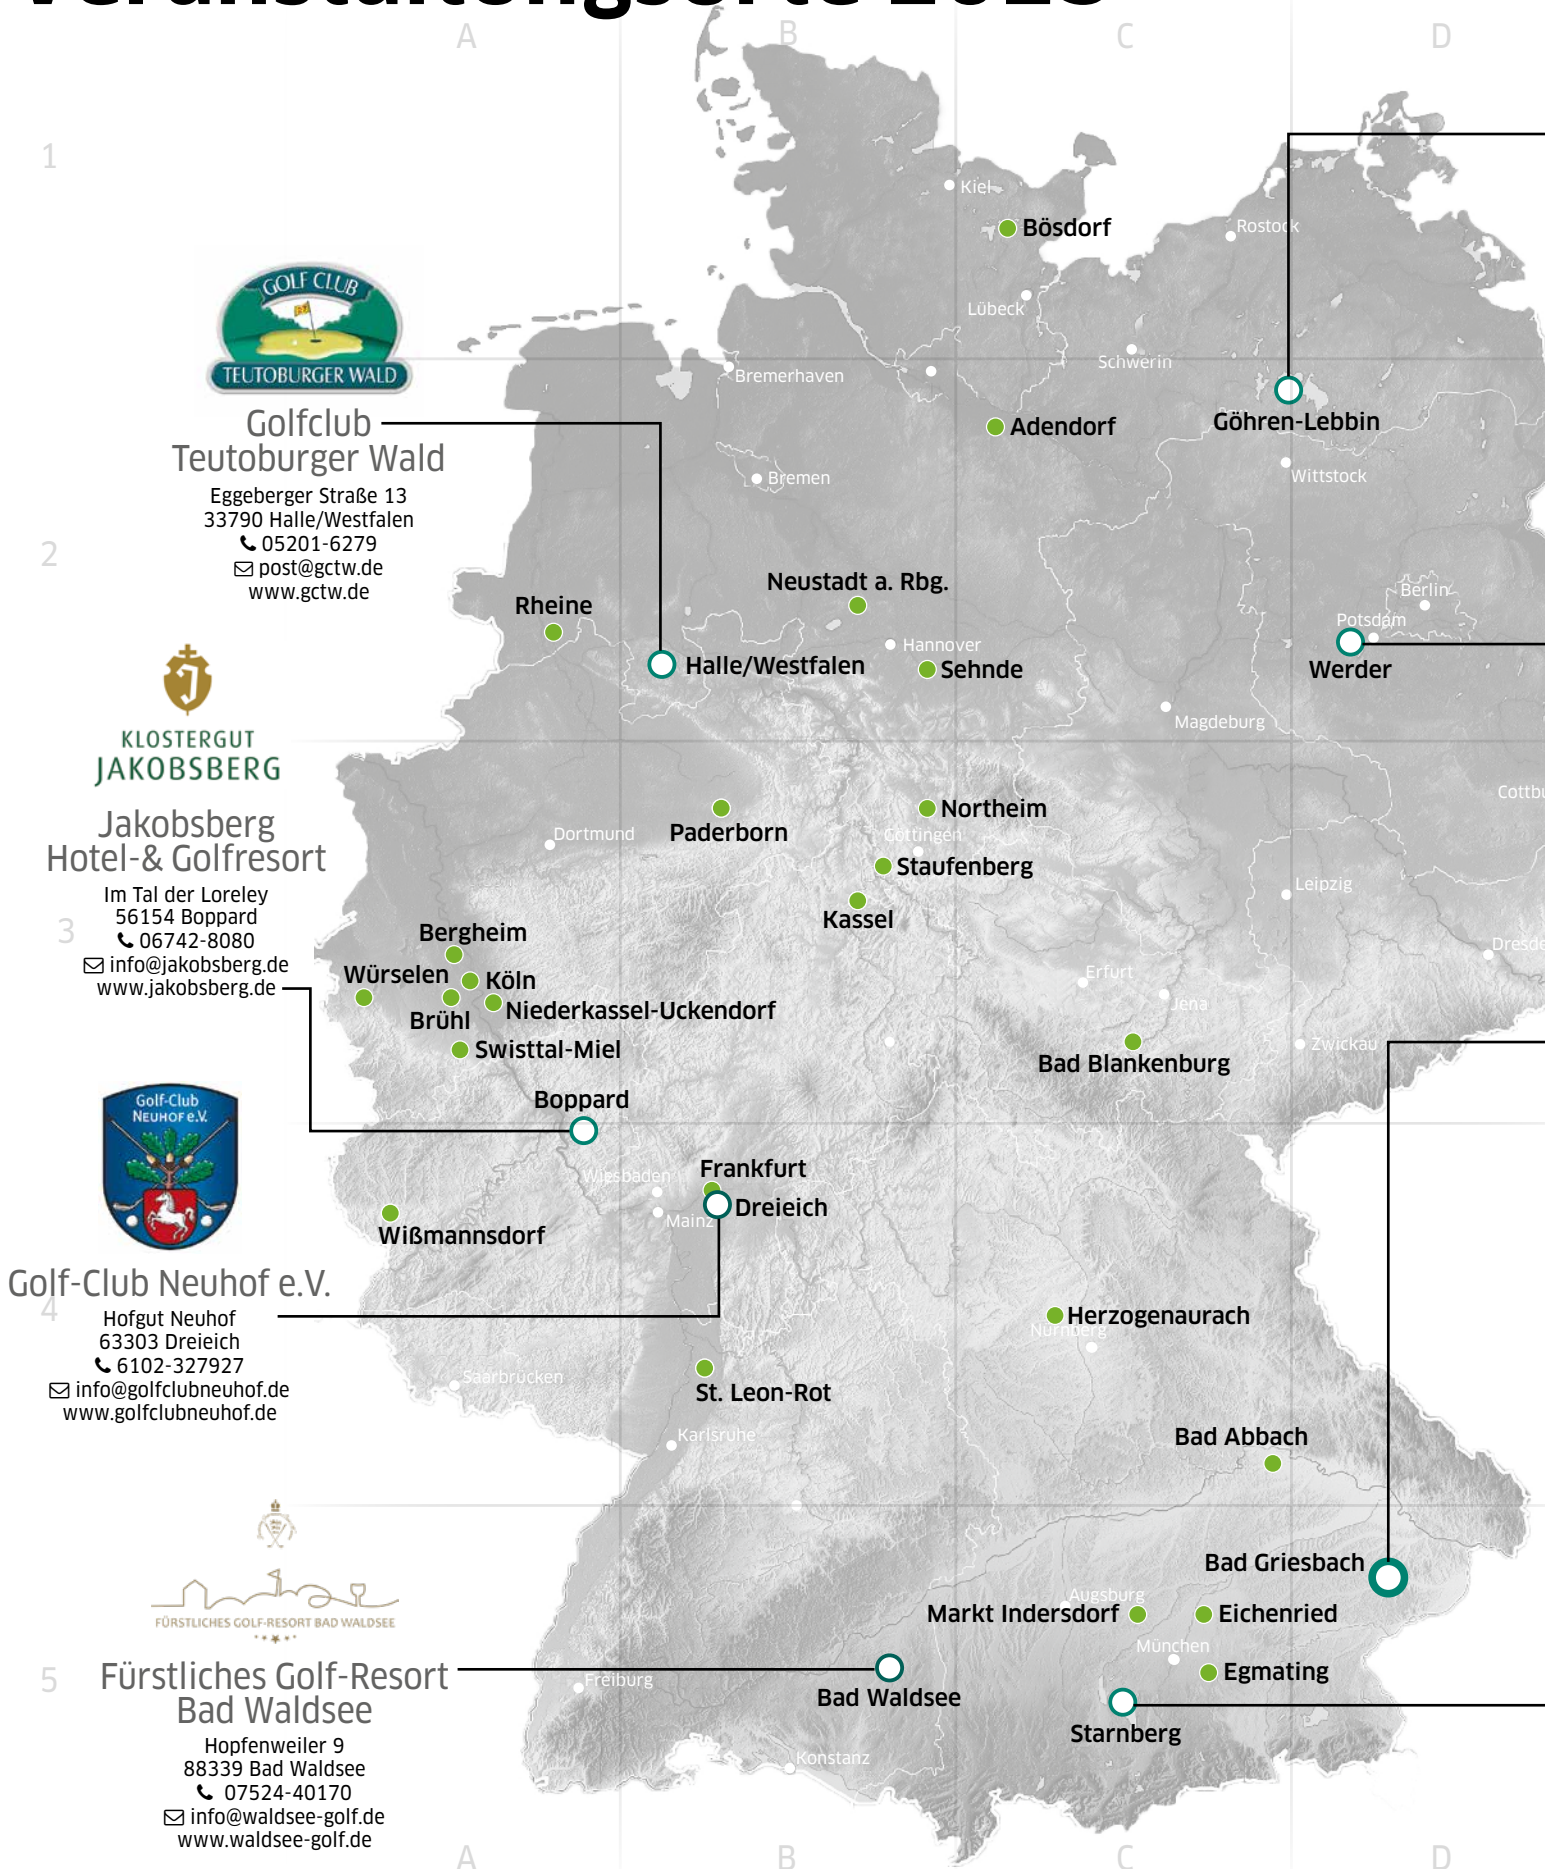 A
B
C
D
1
Kiel
Bösdorf
Rostock
Lübeck
GOLF CLUB
TEUTOBURGER WALD
Schwerin
Bremerhaven
Golfclub
Teutoburger Wald
Eggeberger Straße 13
33790 Halle/Westfalen
05201-6279
post@gctw.de
www.gctw.de
Göhren-Lebbin
Adendorf
Wittstock
Bremen
2
Neustadt a. Rbg.
Berlin
Rheine
Potsdam
Hannover
Halle/Westfalen
Sehnde
Werder
Magdeburg
KLOSTERGUT
JAKOBSBERG
Jakobsberg
Hotel-& Golfresort
Im Tal der Loreley
56154 Boppard
06742-8080
info@jakobsberg.de
www.jakobsberg.de
Northeim
Dortmund
Paderborn
Göttingen
Staufenberg
Leipzig
Kassel
3
Bergheim
Würselen
Köln
Erfurt
Jena
Niederkassel-Uckendorf
Brühl
Swisttal-Miel
Zwickau
Bad Blankenburg
Boppard
Golf-Club
NEUHOF e.V.
Golf-Club Neuhof e.V.
Hofgut Neuhof
63303 Dreieich
6102-327927
info@golfclubneuhof.de
www.golfclubneuhof.de
Frankfurt
Wiesbaden
Dreieich
Mainz
Wißmannsdorf
4
Herzogenaurach
Nürnberg
Saarbrücken
St. Leon-Rot
Karlsruhe
Bad Abbach
Bad Griesbach
Augsburg
Markt Indersdorf
Eichenried
München
FÜRSTLICHES GOLF-RESORT BAD WALDSEE
Fürstliches Golf-Resort
Bad Waldsee
Hopfenweiler 9
88339 Bad Waldsee
07524-40170
info@waldsee-golf.de
www.waldsee-golf.de
5
Freiburg
Egmating
Bad Waldsee
Starnberg
Konstanz
A
B
C
D